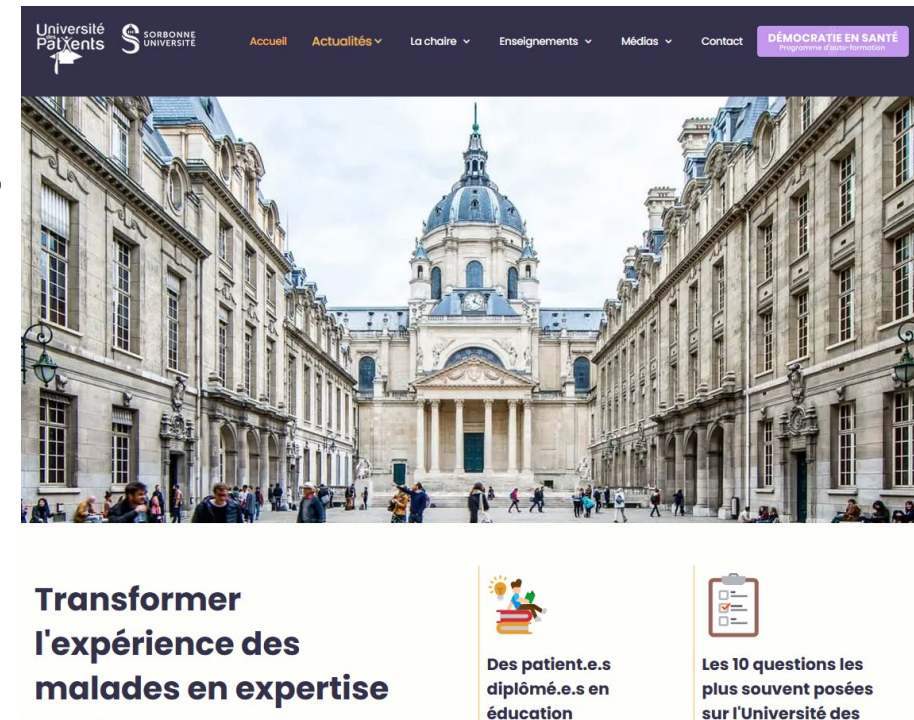 Université
des
Patients
SORBONNE
UNIVERSITÉ
Accueil
Actualités
La chaire
Enseignements
Médias
Contact
DÉMOCRATIE EN SANTÉ
Programme d'auto-formation
Transformer
l'expérience des
malades en expertise
Des patient.e.s
diplômé.e.s en
éducation
Les 10 questions les
plus souvent posées
sur l'Université des